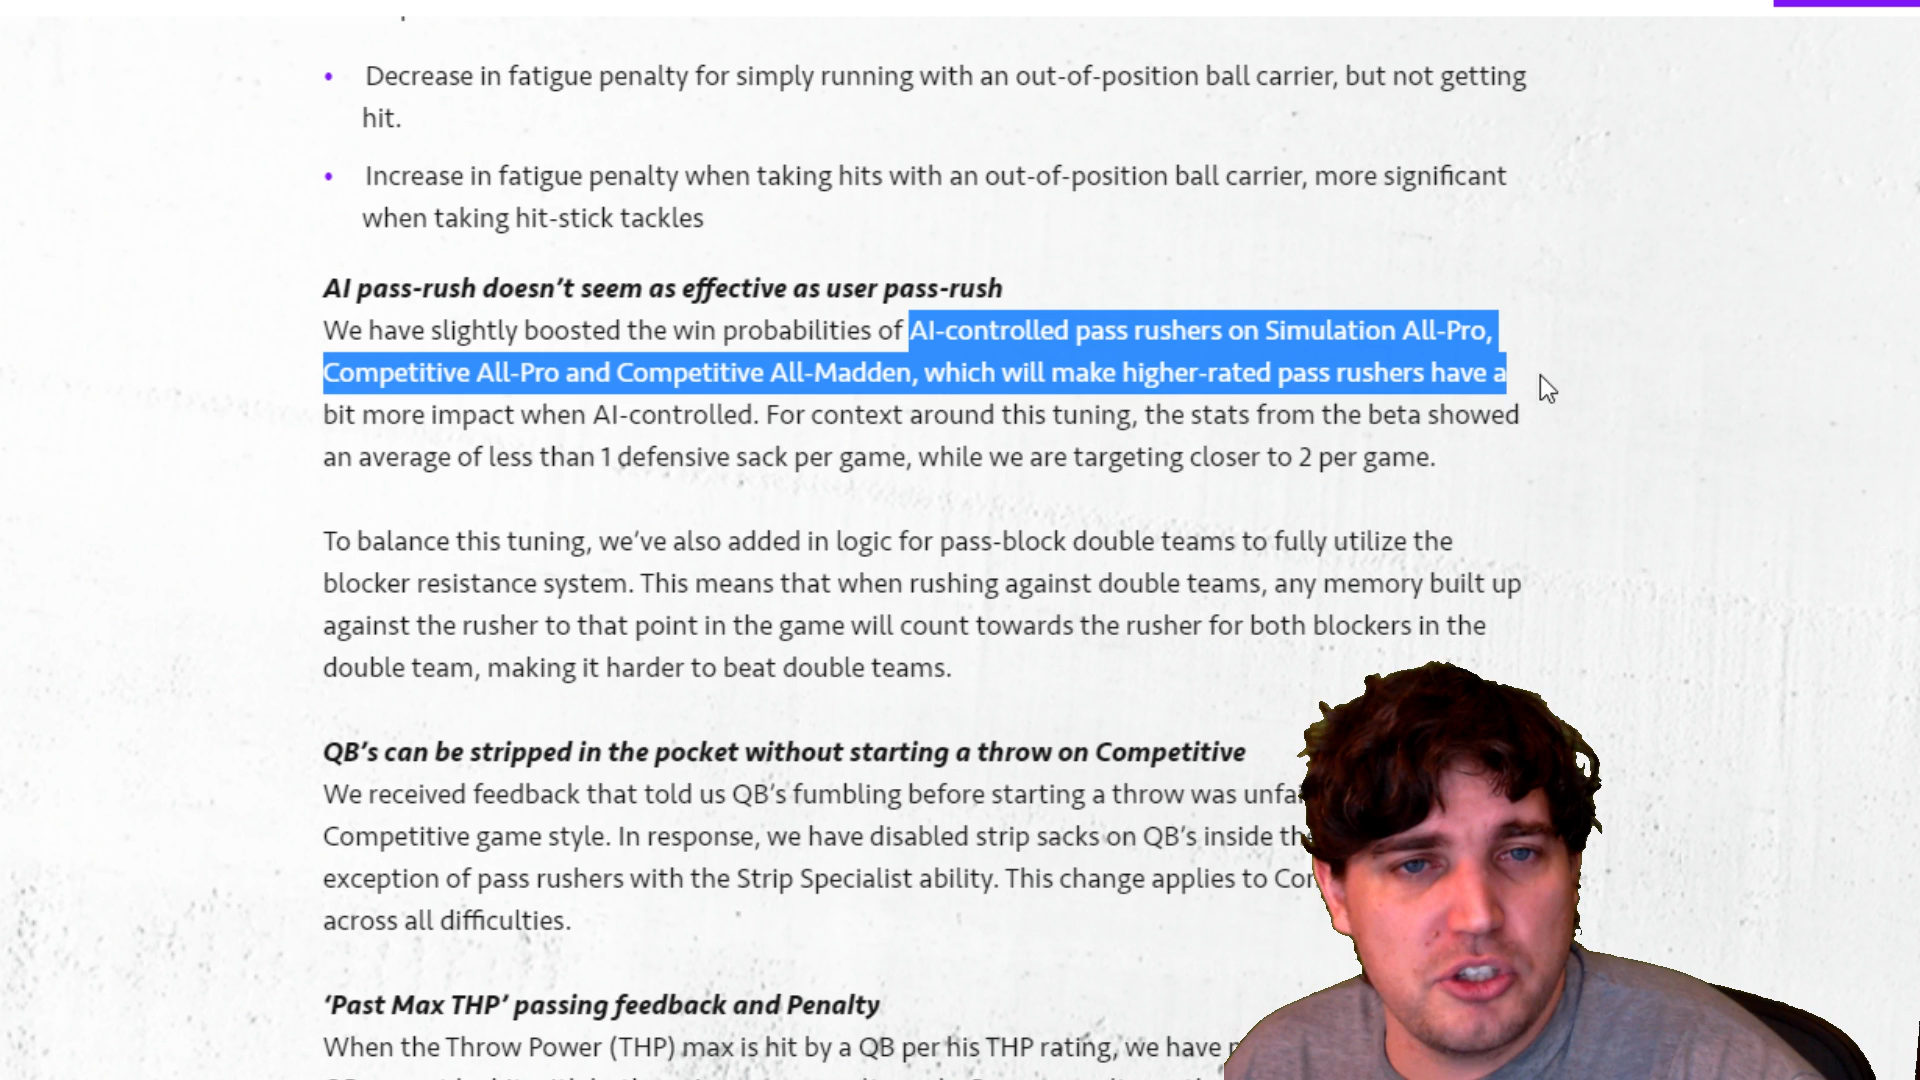 • Decrease in fatigue penalty for simply running with an out-of-position ball carrier, but not getting
hit.
• Increase in fatigue penalty when taking hits with an out-of-position ball carrier, more significant
when taking hit-stick tackles
AI pass-rush doesn’t seem as effective as user pass-rush
We have slightly boosted the win probabilities of AI-controlled pass rushers on Simulation All-Pro,
Competitive All-Pro and Competitive All-Madden, which will make higher-rated pass rushers have a
bit more impact when AI-controlled. For context around this tuning, the stats from the beta showed
an average of less than 1 defensive sack per game, while we are targeting closer to 2 per game.
To balance this tuning, we’ve also added in logic for pass-block double teams to fully utilize the
blocker resistance system. This means that when rushing against double teams, any memory built up
against the rusher to that point in the game will count towards the rusher for both blockers in the
double team, making it harder to beat double teams.
QB’s can be stripped in the pocket without starting a throw on Competitive
We received feedback that told us QB’s fumbling before starting a throw was
Competitive game style. In response, we have disabled strip sacks on QB’s inside
exception of pass rushers with the Strip Specialist ability. This change applies to
across all difficulties.
‘Past Max THP’ passing feedback and Penalty
When the Throw Power (THP) max is hit by a QB per his THP rating, we have